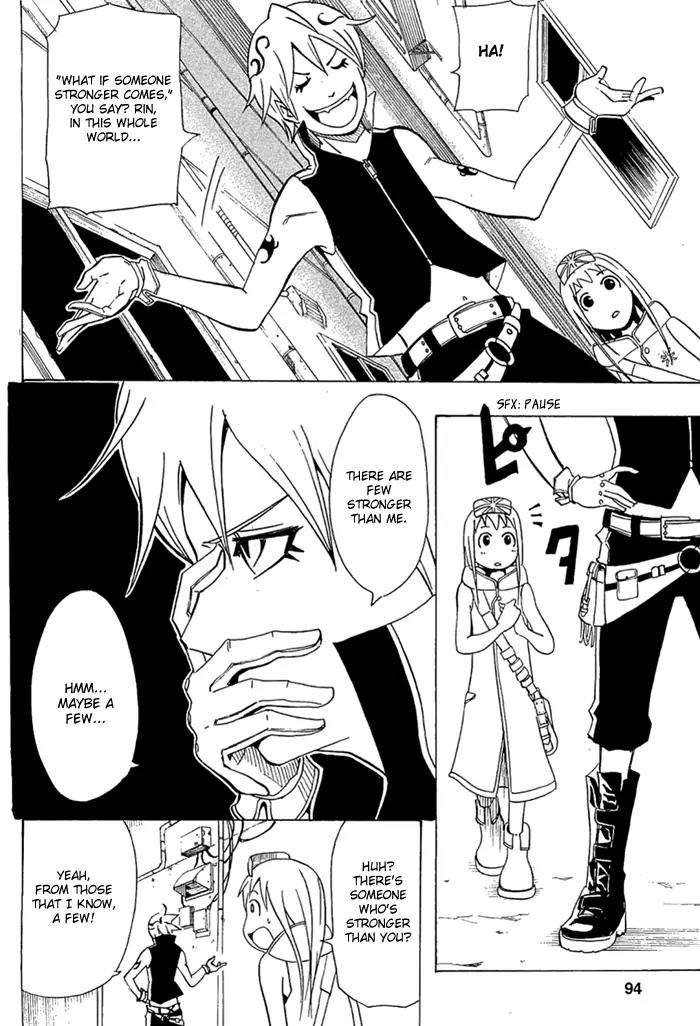 HA!
"WHAT IF SOMEONE
STRONGER COMES,"
YOU SAY? RIN,
IN THIS WHOLE
WORLD...
SFX: PAUSE
ピタ
THERE ARE
FEW
STRONGER
THAN ME.
HMM...
MAYBE A
FEW...
HUH?
THERE'S
SOMEONE
WHO'S
STRONGER
THAN YOU?
YEAH,
FROM THOSE
THAT I KNOW,
A FEW!
94